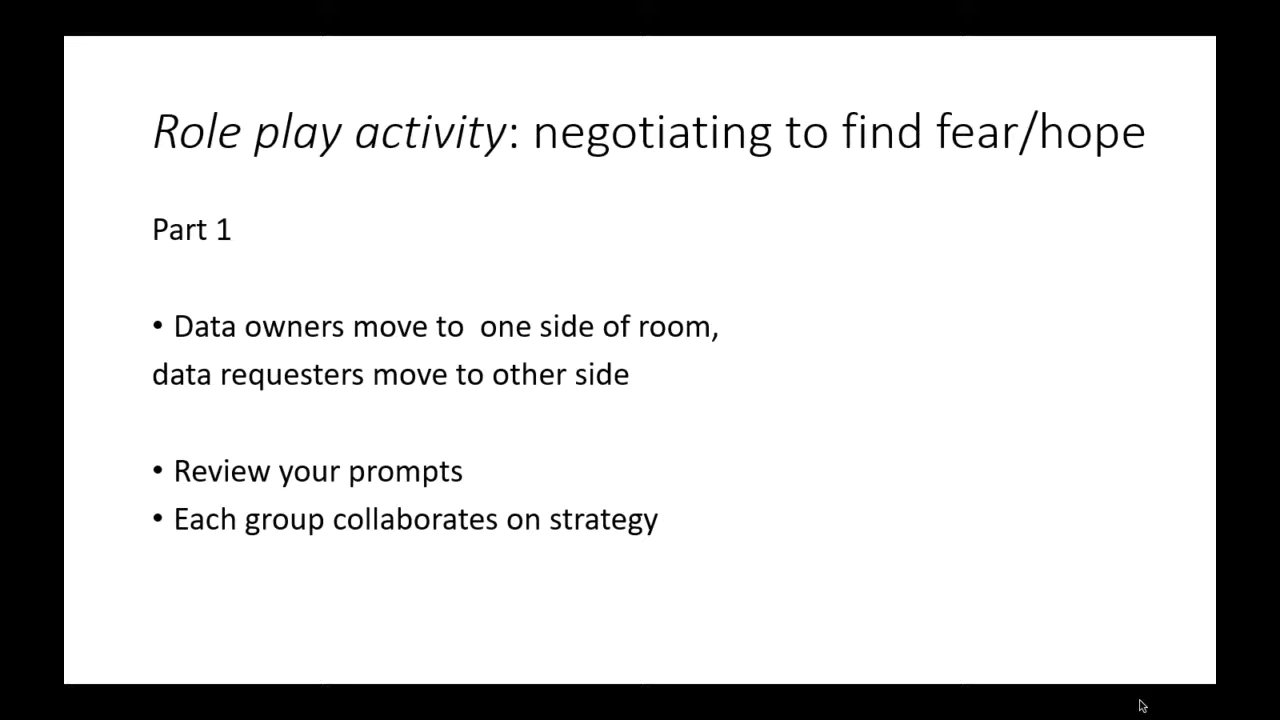 Role play activity: negotiating to find fear/hope
Part 1
• Data owners move to  one side of room,
data requesters move to other side
• Review your prompts
• Each group collaborates on strategy